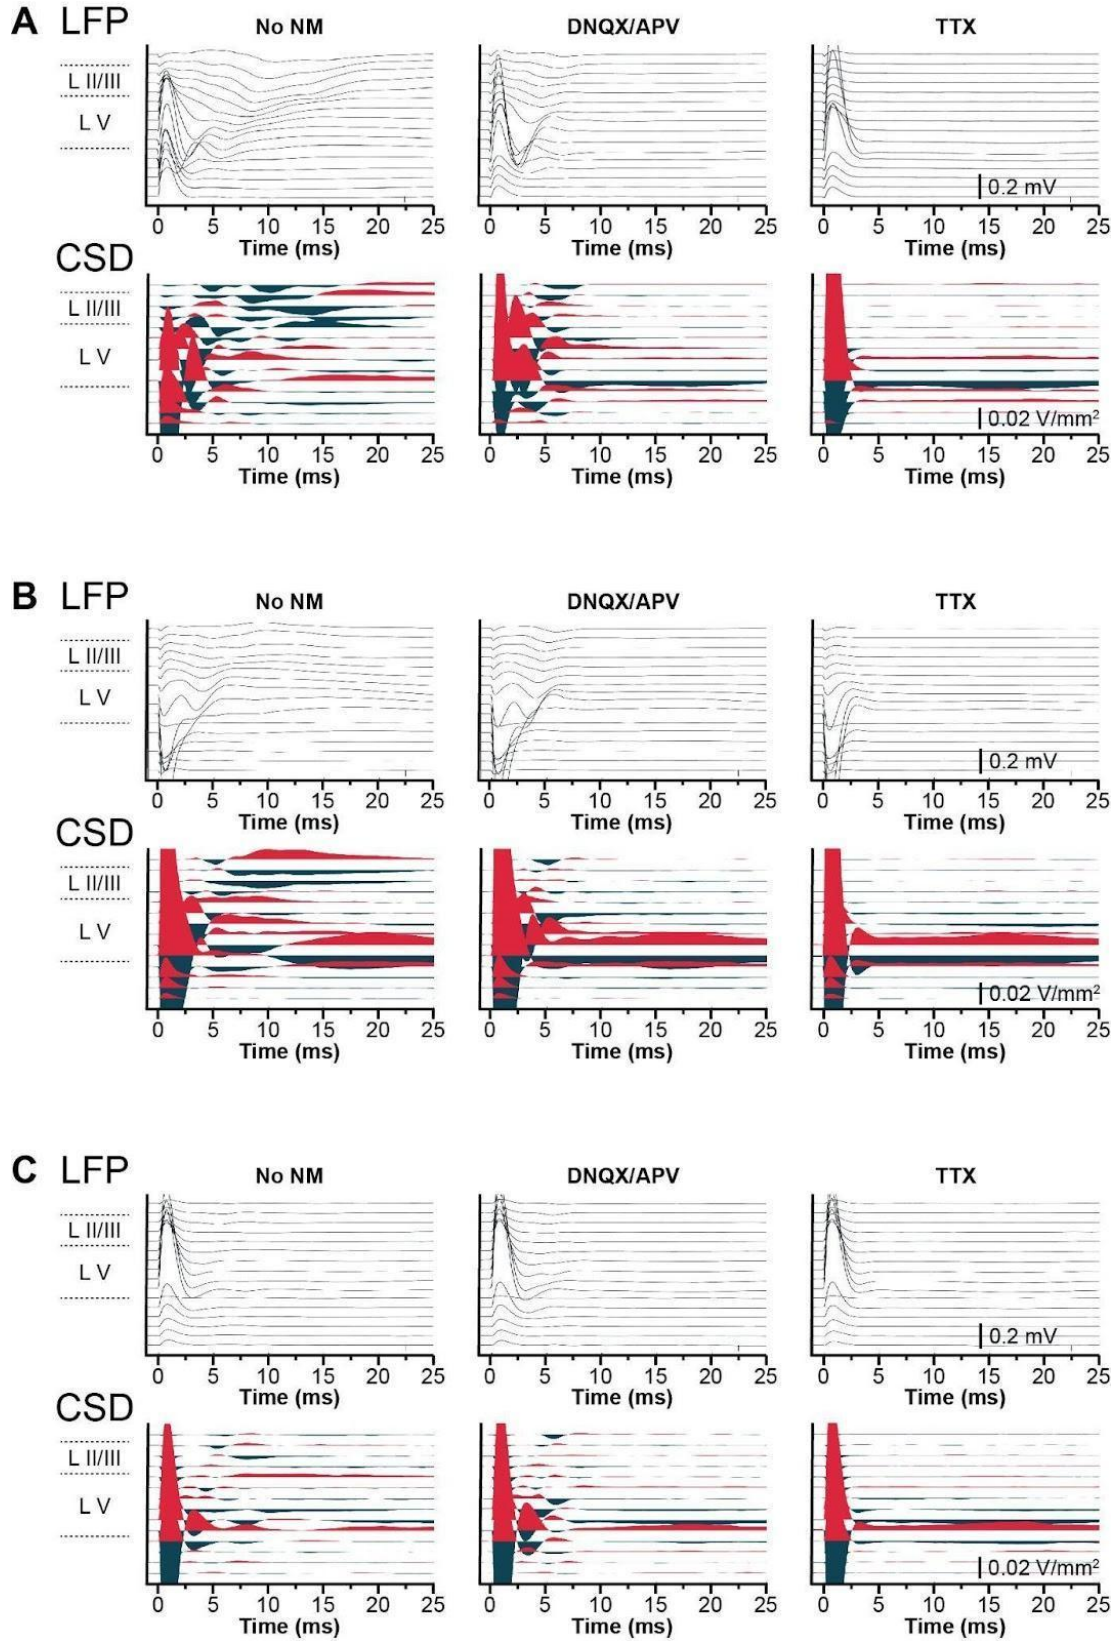 A LFP No NM DNQX/APV TTX
L II/III
L V
0.2 mV
0 5 10 15 20 25 0 5 10 15 20 25 0 5 10 15 20 25
Time (ms) Time (ms) Time (ms)
CSD
L II/III
L V
0.02 V/mm²
0 5 10 15 20 25 0 5 10 15 20 25 0 5 10 15 20 25
Time (ms) Time (ms) Time (ms)
B LFP No NM DNQX/APV TTX
L II/III
L V
0.2 mV
0 5 10 15 20 25 0 5 10 15 20 25 0 5 10 15 20 25
Time (ms) Time (ms) Time (ms)
CSD
L II/III
L V
0.02 V/mm²
0 5 10 15 20 25 0 5 10 15 20 25 0 5 10 15 20 25
Time (ms) Time (ms) Time (ms)
C LFP No NM DNQX/APV TTX
L II/III
L V
0.2 mV
0 5 10 15 20 25 0 5 10 15 20 25 0 5 10 15 20 25
Time (ms) Time (ms) Time (ms)
CSD
L II/III
L V
0.02 V/mm²
0 5 10 15 20 25 0 5 10 15 20 25 0 5 10 15 20 25
Time (ms) Time (ms) Time (ms)